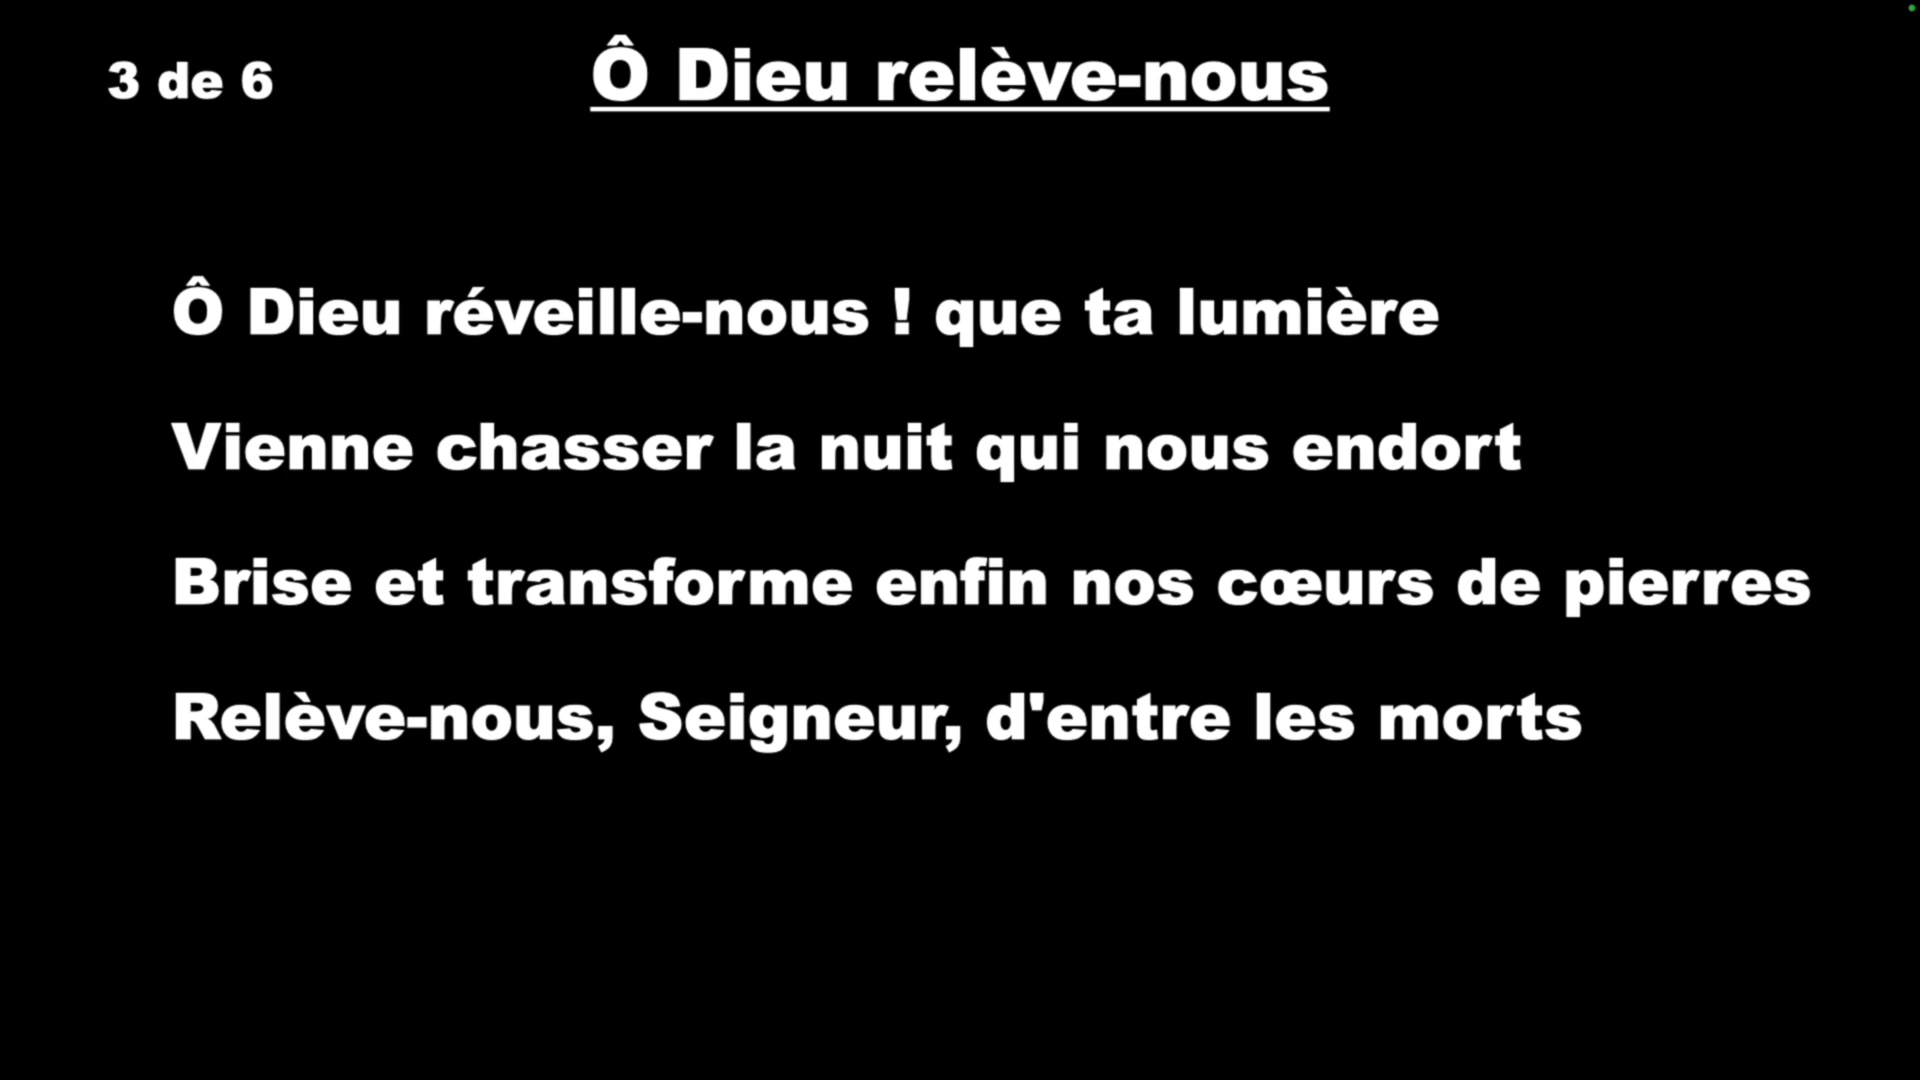 3 de 6
Ô Dieu relève-nous
Ô Dieu réveille-nous ! que ta lumière
Vienne chasser la nuit qui nous endort
Brise et transforme enfin nos cœurs de pierres
Relève-nous, Seigneur, d'entre les morts